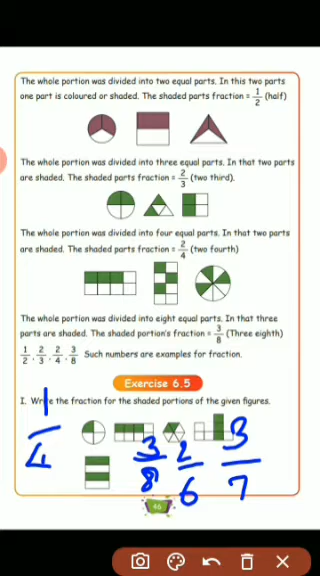 The whole portion was divided into two equal parts. In this two parts
one part is coloured or shaded. The shaded parts fraction = 1/2 (half)
The whole portion was divided into three equal parts. In that two parts
are shaded. The shaded parts fraction = 2/3 (two third).
The whole portion was divided into four equal parts. In that two parts
are shaded. The shaded parts fraction = 2/4 (two fourth)
The whole portion was divided into eight equal parts. In that three
parts are shaded. The shaded portion's fraction = 3/8 (Three eighth)
1/2, 2/3, 2/4, 3/8 Such numbers are examples for fraction.
Exercise 6.5
I. Write the fraction for the shaded portions of the given figures.
1/4 3/8 2/6 3/7
46